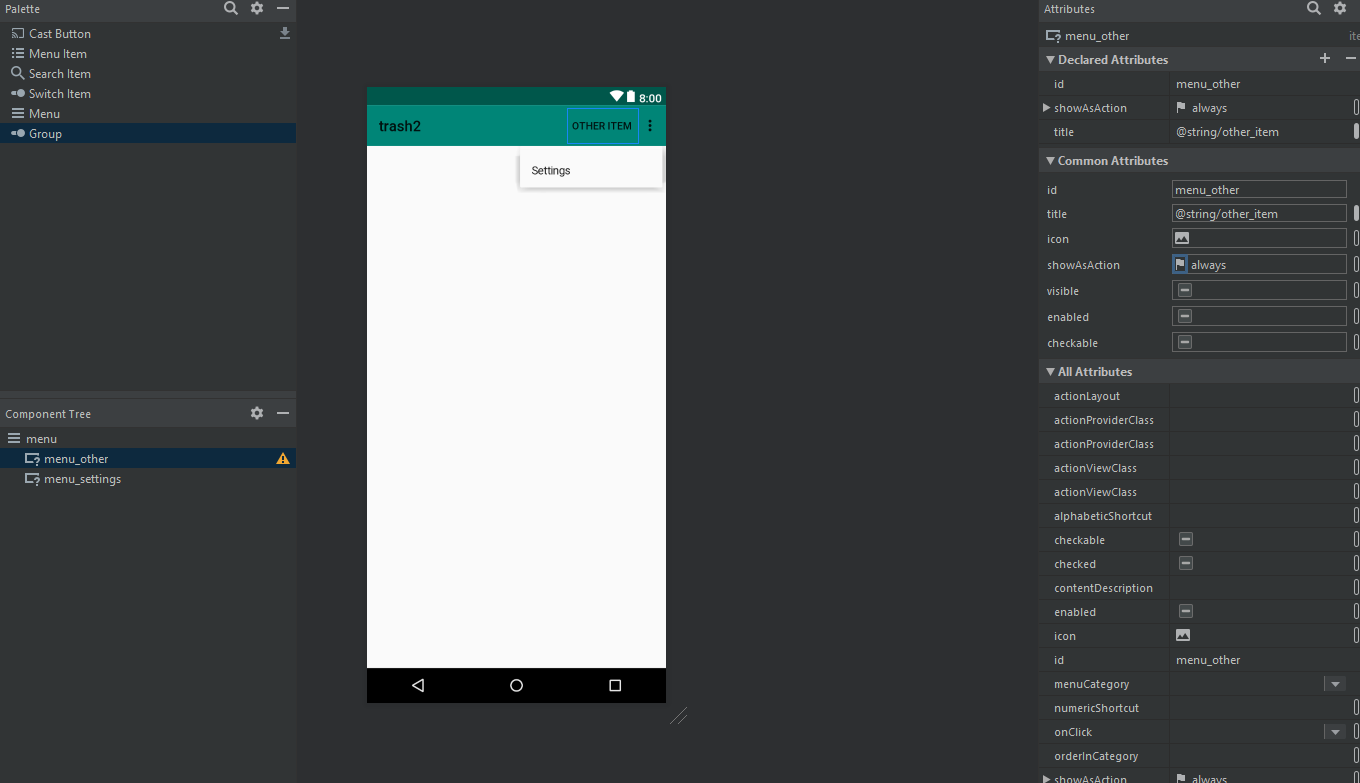 Palette
Cast Button
Menu Item
Search Item
Switch Item
Menu
Group
Component Tree
menu
menu_other
menu_settings
8:00
trash2
OTHER ITEM
Settings
Attributes
menu_other
ite
Declared Attributes
id menu_other
showAsAction always
title @string/other_item
Common Attributes
id menu_other
title @string/other_item
icon
showAsAction always
visible
enabled
checkable
All Attributes
actionLayout
actionProviderClass
actionProviderClass
actionViewClass
actionViewClass
alphabeticShortcut
checkable
checked
contentDescription
enabled
icon
id menu_other
menuCategory
numericShortcut
onClick
orderInCategory
showAsAction always